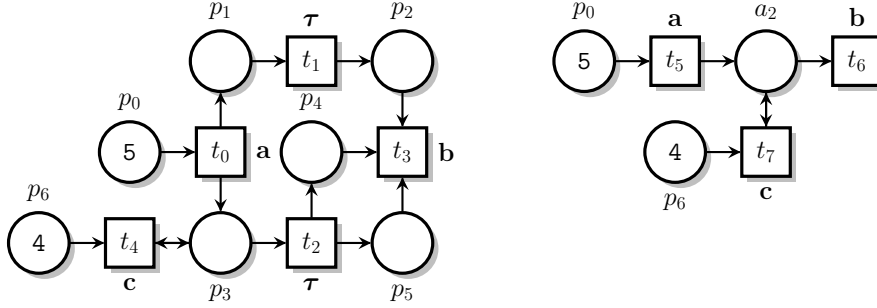 p1 τ p2
t1
p0 p4
5 t0 a t3 b
p6
4 t4 t2
c p3 τ p5
p0 a a2 b
5 t5 t6
4 t7
p6 c